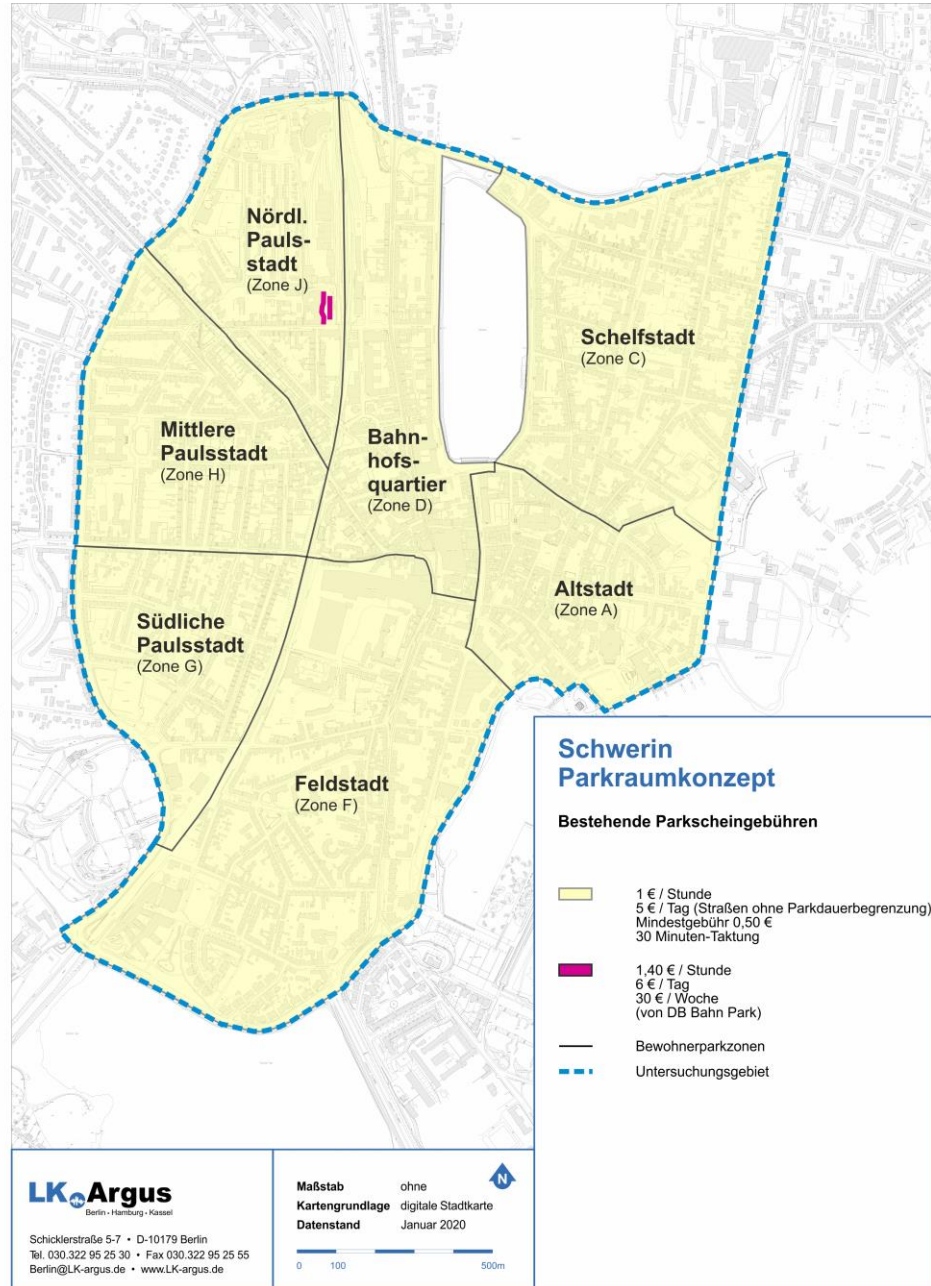 Nördl.
Pauls-
stadt
(Zone J)
Schelfstadt
(Zone C)
Mittlere
Paulsstadt
(Zone H)
Bahn-
hofs-
quartier
(Zone D)
Altstadt
(Zone A)
Südliche
Paulsstadt
(Zone G)
Feldstadt
(Zone F)
Schwerin
Parkraumkonzept
Bestehende Parkscheingebühren
1 € / Stunde
5 € / Tag (Straßen ohne Parkdauerbegrenzung)
Mindestgebühr 0,50 €
30 Minuten-Taktung
1,40 € / Stunde
6 € / Tag
30 € / Woche
(von DB Bahn Park)
Bewohnerparkzonen
Untersuchungsgebiet
LK Argus
Berlin • Hamburg • Kassel
Schicklerstraße 5-7 • D-10179 Berlin
Tel. 030.322 95 25 30 • Fax 030.322 95 25 55
Berlin@LK-argus.de • www.LK-argus.de
N
Maßstab ohne
Kartengrundlage digitale Stadtkarte
Datenstand Januar 2020
0 100 500m